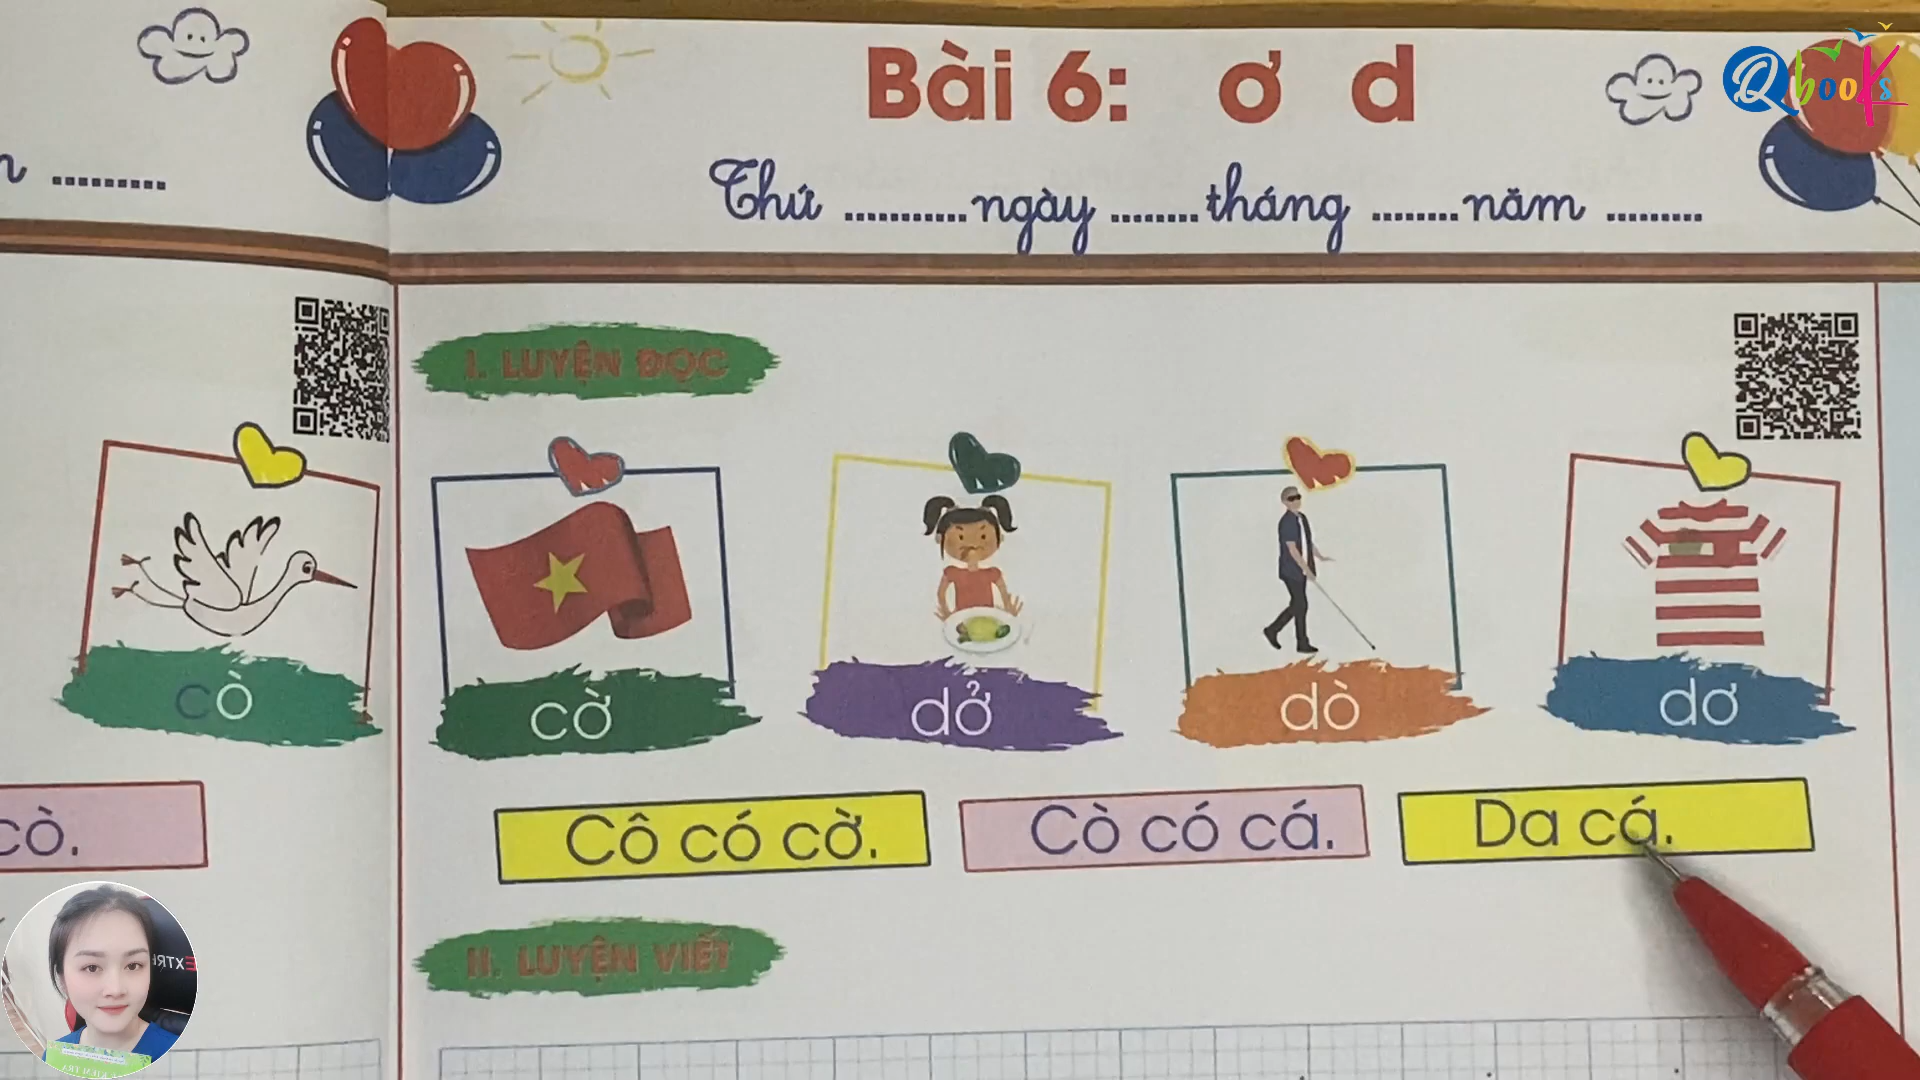 Bài 6: ơ d
Qbooks
Thứ ...........ngày ........tháng ........năm .........
I. LUYỆN ĐỌC
cò
cờ
dở
dò
dơ
cò.
Cô có cờ.
Cò có cá.
Da cá.
II. LUYỆN VIẾT